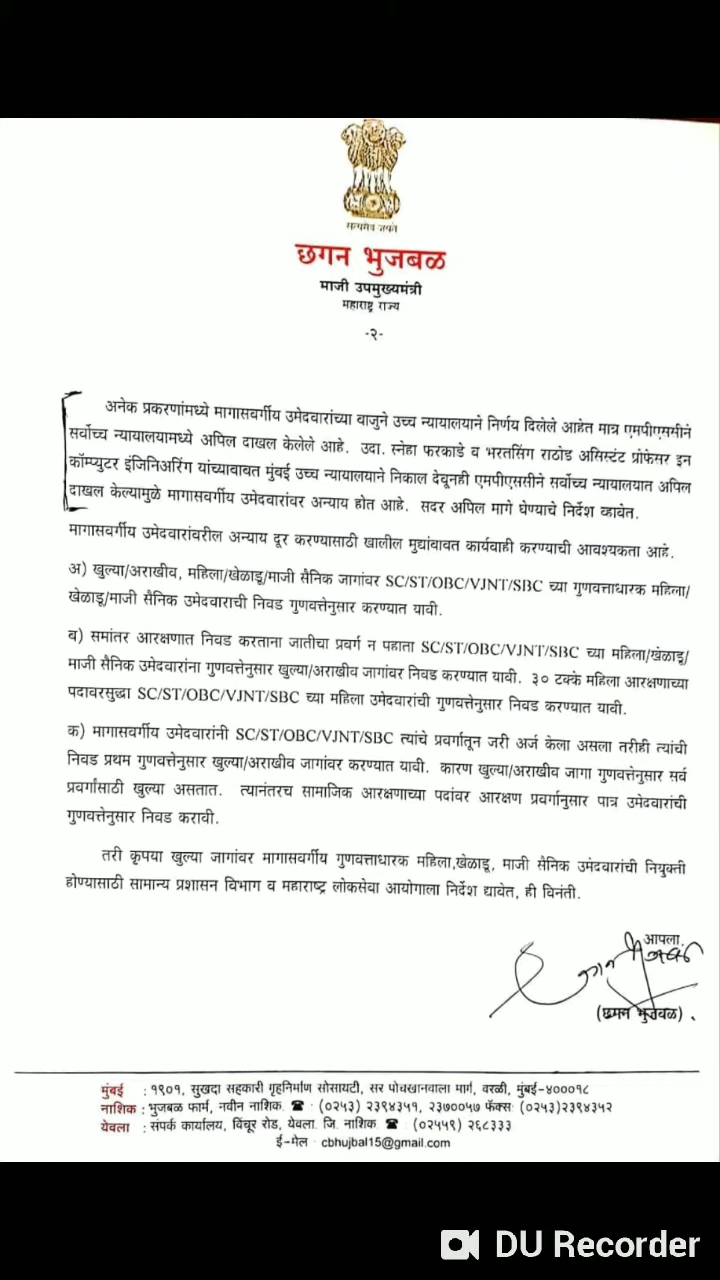 सत्यमेव जयते
छगन भुजबळ
माजी उपमुख्यमंत्री
महाराष्ट्र राज्य
-२-
अनेक प्रकरणांमध्ये मागासवर्गीय उमेदवारांच्या बाजुने उच्च न्यायालयाने निर्णय दिलेले आहेत मात्र एमपीएससीने
सर्वोच्च न्यायालयामध्ये अपिल दाखल केलेले आहे. उदा. स्नेहा फरकाडे व भरतसिंग राठोड असिस्टंट प्रोफेसर इन
कॉम्प्युटर इंजिनिअरिंग यांच्याबाबत मुंबई उच्च न्यायालयाने निकाल देवूनही एमपीएससीने सर्वोच्च न्यायालयात अपिल
दाखल केल्यामुळे मागासवर्गीय उमेदवारांवर अन्याय होत आहे. सदर अपिल मागे घेण्याचे निर्देश व्हावेत.
मागासवर्गीय उमेदवारांवरील अन्याय दूर करण्यासाठी खालील मुद्यांबाबत कार्यवाही करण्याची आवश्यकता आहे.
अ) खुल्या/अराखीव, महिला/खेळाडू/माजी सैनिक जागांवर SC/ST/OBC/VJNT/SBC च्या गुणवत्ताधारक महिला/
खेळाडू/माजी सैनिक उमेदवाराची निवड गुणवत्तेनुसार करण्यात यावी.
ब) समांतर आरक्षणात निवड करताना जातीचा प्रवर्ग न पहाता SC/ST/OBC/VJNT/SBC च्या महिला/खेळाडू/
माजी सैनिक उमेदवारांना गुणवत्तेनुसार खुल्या/अराखीव जागांवर निवड करण्यात यावी. ३० टक्के महिला आरक्षणाच्या
पदावरसुद्धा SC/ST/OBC/VJNT/SBC च्या महिला उमेदवारांची गुणवत्तेनुसार निवड करण्यात यावी.
क) मागासवर्गीय उमेदवारांनी SC/ST/OBC/VJNT/SBC त्यांचे प्रवर्गातून जरी अर्ज केला असला तरीही त्यांची
निवड प्रथम गुणवत्तेनुसार खुल्या/अराखीव जागांवर करण्यात यावी. कारण खुल्या/अराखीव जागा गुणवत्तेनुसार सर्व
प्रवर्गांसाठी खुल्या असतात. त्यानंतरच सामाजिक आरक्षणाच्या पदांवर आरक्षण प्रवर्गानुसार पात्र उमेदवारांची
गुणवत्तेनुसार निवड करावी.
तरी कृपया खुल्या जागांवर मागासवर्गीय गुणवत्ताधारक महिला,खेळाडू, माजी सैनिक उमेदवारांची नियुक्ती
होण्यासाठी सामान्य प्रशासन विभाग व महाराष्ट्र लोकसेवा आयोगाला निर्देश द्यावेत, ही विनंती.
आपला,
(छगन भुजबळ).
मुंबई : १९०१, सुखदा सहकारी गृहनिर्माण सोसायटी, सर पोचखानवाला मार्ग, वरळी, मुंबई-४०००१८
नाशिक : भुजबळ फार्म, नवीन नाशिक. ☎ : (०२५३) २३९४३५१, २३७००५७ फॅक्स: (०२५३)२३९४३५२
येवला : संपर्क कार्यालय, विंचूर रोड, येवला. जि. नाशिक. ☎ : (०२५५९) २६८३३३
ई-मेल : cbhujbal15@gmail.com
DU Recorder